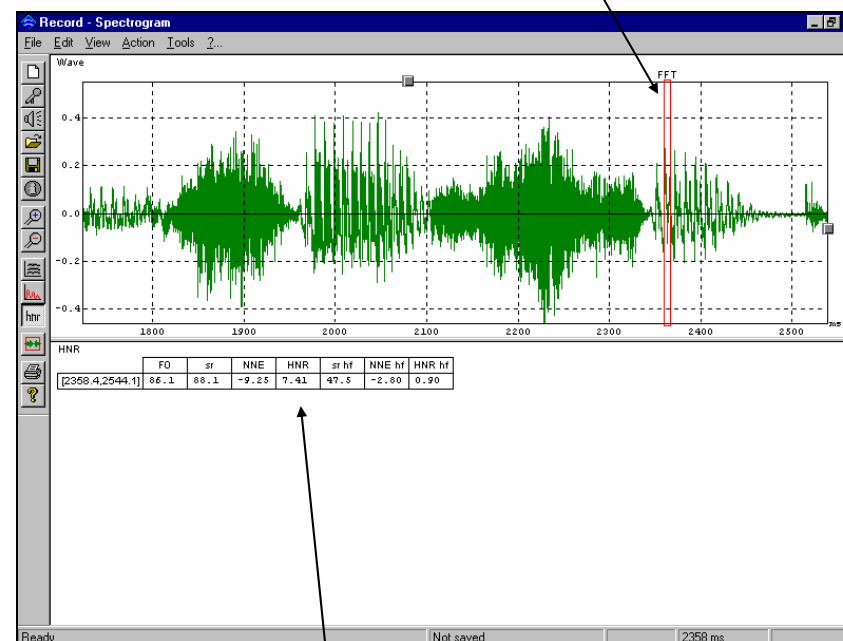 Record - Spectrogram
File Edit View Action Tools ?...
Wave
FFT
0.4
0.2
0.0
-0.2
-0.4
1800 1900 2000 2100 2200 2300 2400 2500 ms
hnr
HNR
F0 sr NNE HNR sr hf NNE hf HNR hf
[2358.4,2544.1] 86.1 88.1 -9.25 7.41 47.5 -2.80 0.90
Ready Not saved 2358 ms